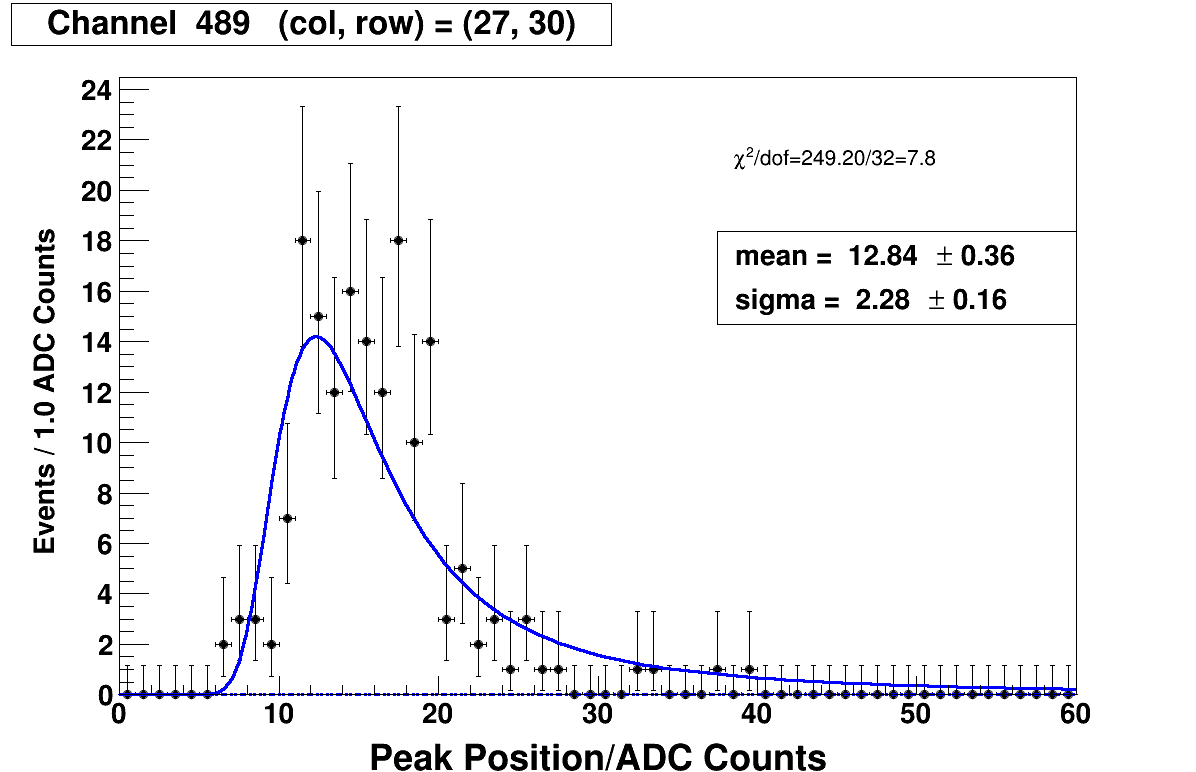 Channel 489 (col, row) = (27, 30)
24
22
20
18
16
14
12
10
8
6
4
2
0
Events / 1.0 ADC Counts
χ²/dof=249.20/32=7.8
mean = 12.84 ± 0.36
sigma = 2.28 ± 0.16
0 10 20 30 40 50 60
Peak Position/ADC Counts